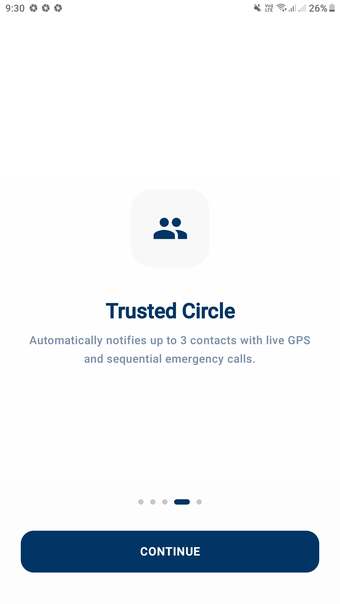 9:30
26%
Trusted Circle
Automatically notifies up to 3 contacts with live GPS
and sequential emergency calls.
CONTINUE